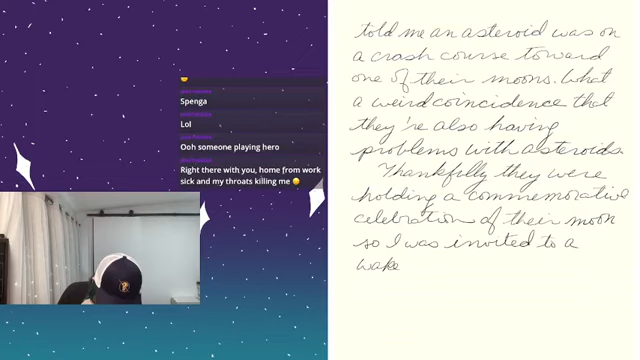 Spenga
Lol
Ooh someone playing hero
Right there with you, home from work
sick and my throats killing me
told me an asteroid was on
a crash course toward
one of their moons. What
a weird coincidence that
they're also having
problems with asteroids.
Thankfully they were
holding a commemorative
celebration of their moon
so I was invited to a
wake